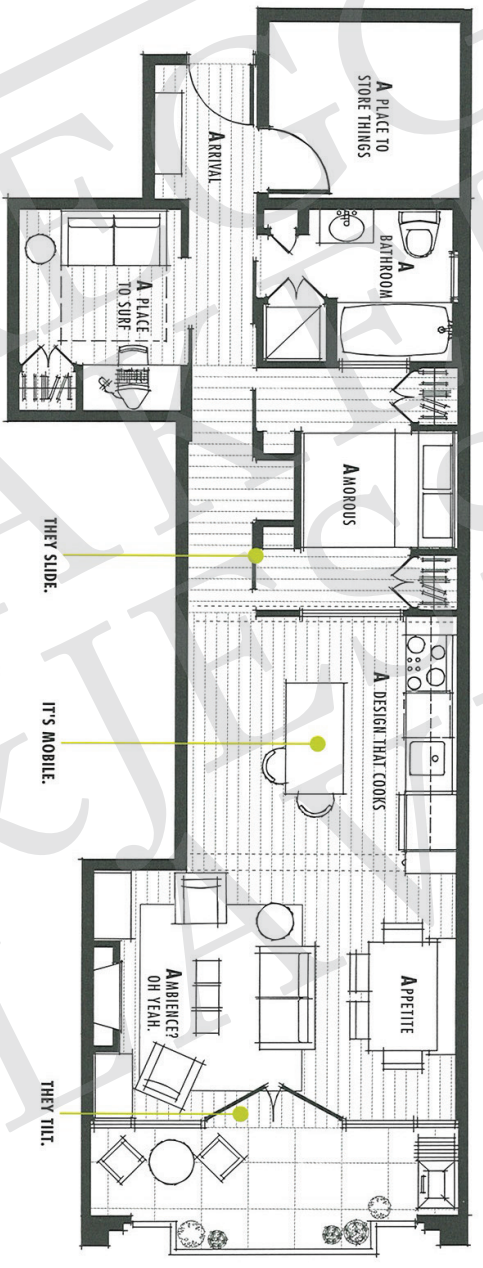 A PLACE TO
STORE THINGS
ARRIVAL
A
BATHROOM
A PLACE
TO SURF
AMOROUS
THEY SLIDE.
A DESIGN THAT COOKS
IT'S MOBILE.
APPETITE
AMBIENCE?
OH YEAH.
THEY TILT.